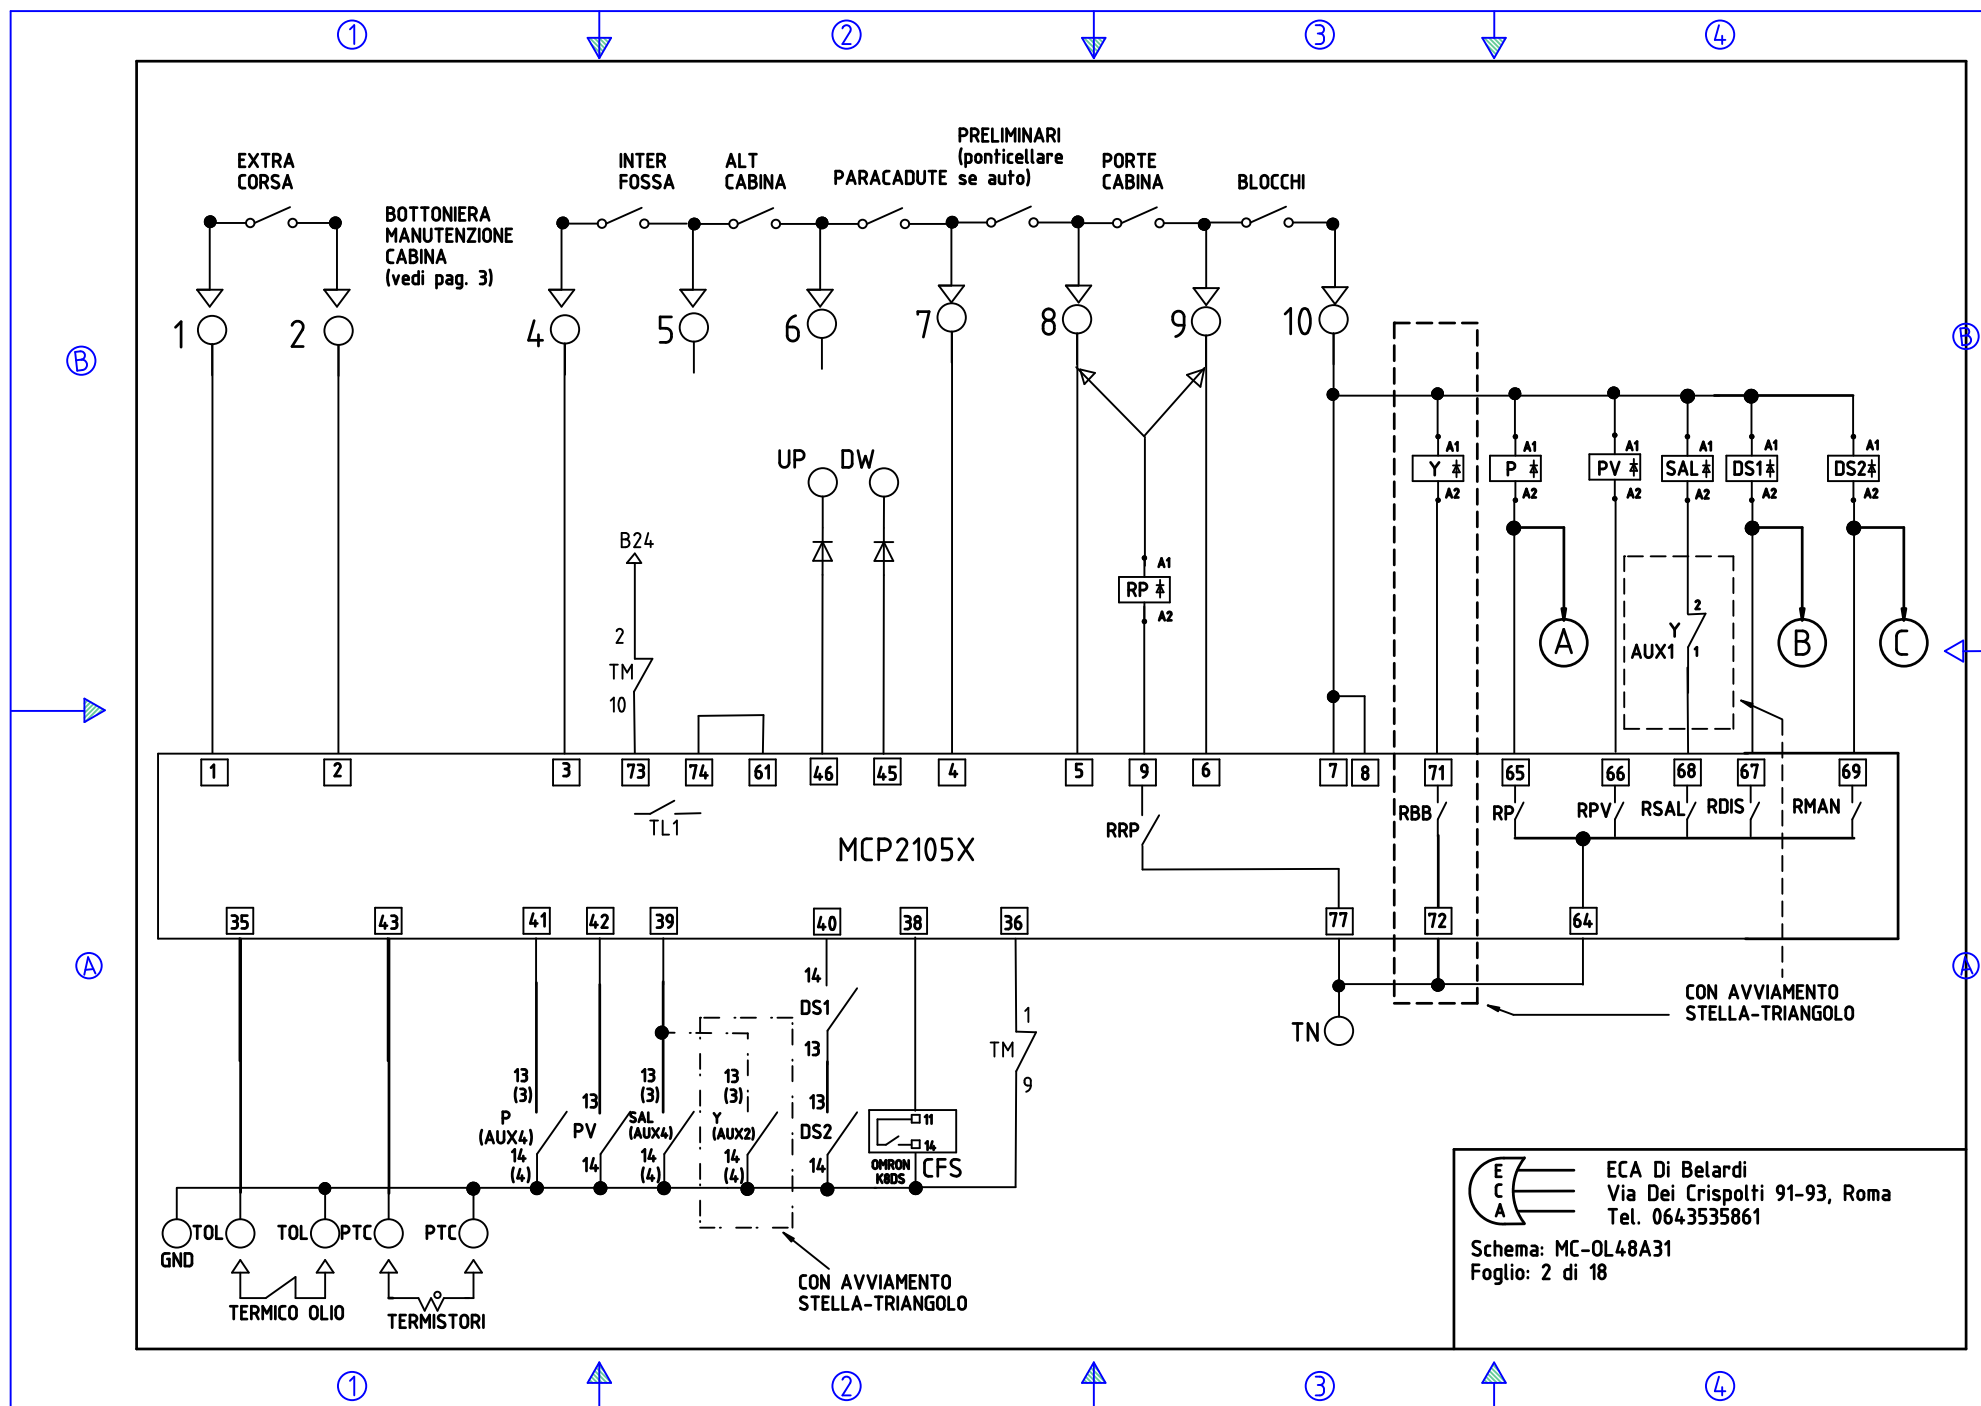 1 2 3 4
EXTRA
CORSA
BOTTONIERA
MANUTENZIONE
CABINA
(vedi pag. 3)
INTER
FOSSA
ALT
CABINA
PARACADUTE
PRELIMINARI
(ponticellare
se auto)
PORTE
CABINA
BLOCCHI
1 2 4 5 6 7 8 9 10
B B
UP DW
A1 A1 A1 A1 A1 A1
Y P PV SAL DS1 DS2
A2 A2 A2 A2 A2 A2
B24
2
TM
10
A1
RP
A2
2
Y
AUX1
1
A B C
1 2 3 73 74 61 46 45 4 5 9 6 7 8 71 65 66 68 67 69
TL1
RRP RBB RP RPV RSAL RDIS RMAN
MCP2105X
35 43 41 42 39 40 38 36 77 72 64
A A
14
DS1
13
1
TM
9
TN
CON AVVIAMENTO
STELLA-TRIANGOLO
13
(3)
P
(AUX4)
14
(4)
13
PV
14
13
(3)
SAL
(AUX4)
14
(4)
13
(3)
Y
(AUX2)
14
(4)
13
DS2
14
11
14
OMRON
K8DS
CFS
GND
TOL TOL PTC PTC
TERMICO OLIO
TERMISTORI
CON AVVIAMENTO
STELLA-TRIANGOLO
E
C
A
ECA Di Belardi
Via Dei Crispolti 91-93, Roma
Tel. 0643535861
Schema: MC-OL48A31
Foglio: 2 di 18
1 2 3 4